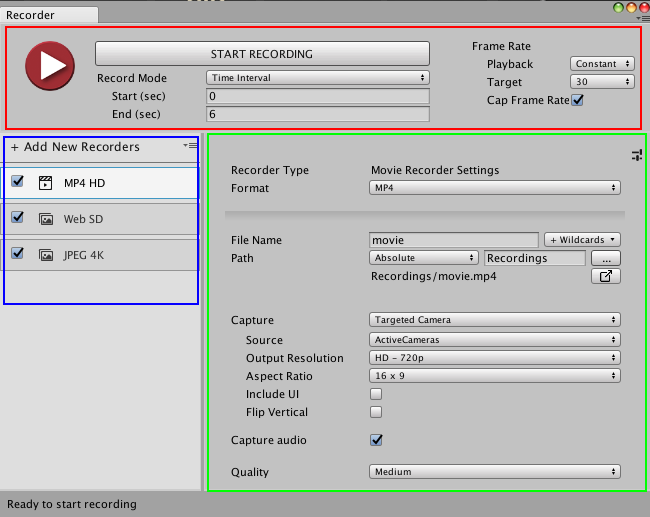 Recorder
START RECORDING
Record Mode Time Interval
Start (sec) 0
End (sec) 6
Frame Rate
Playback Constant
Target 30
Cap Frame Rate
+ Add New Recorders
MP4 HD
Web SD
JPEG 4K
Recorder Type Movie Recorder Settings
Format MP4
File Name movie + Wildcards
Path Absolute Recordings ...
Recordings/movie.mp4
Capture Targeted Camera
Source ActiveCameras
Output Resolution HD - 720p
Aspect Ratio 16 x 9
Include UI
Flip Vertical
Capture audio
Quality Medium
Ready to start recording